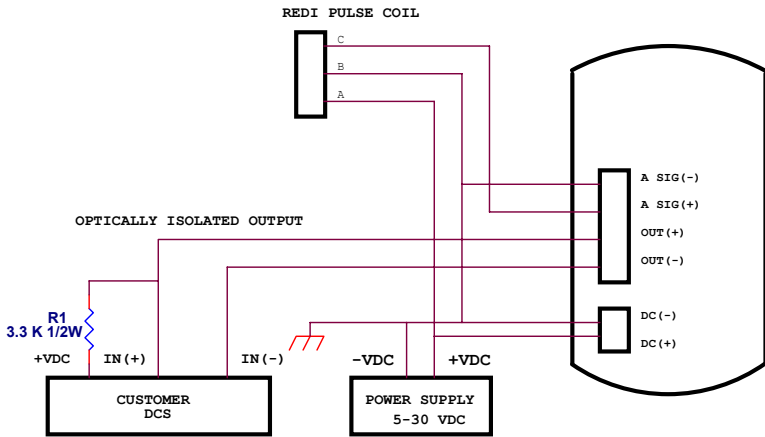 REDI PULSE COIL
C
B
A
A SIG(-)
A SIG(+)
OUT(+)
OUT(-)
OPTICALLY ISOLATED OUTPUT
DC(-)
DC(+)
R1
3.3 K 1/2W
+VDC
IN(+)
IN(-)
-VDC
+VDC
CUSTOMER
DCS
POWER SUPPLY
5-30 VDC